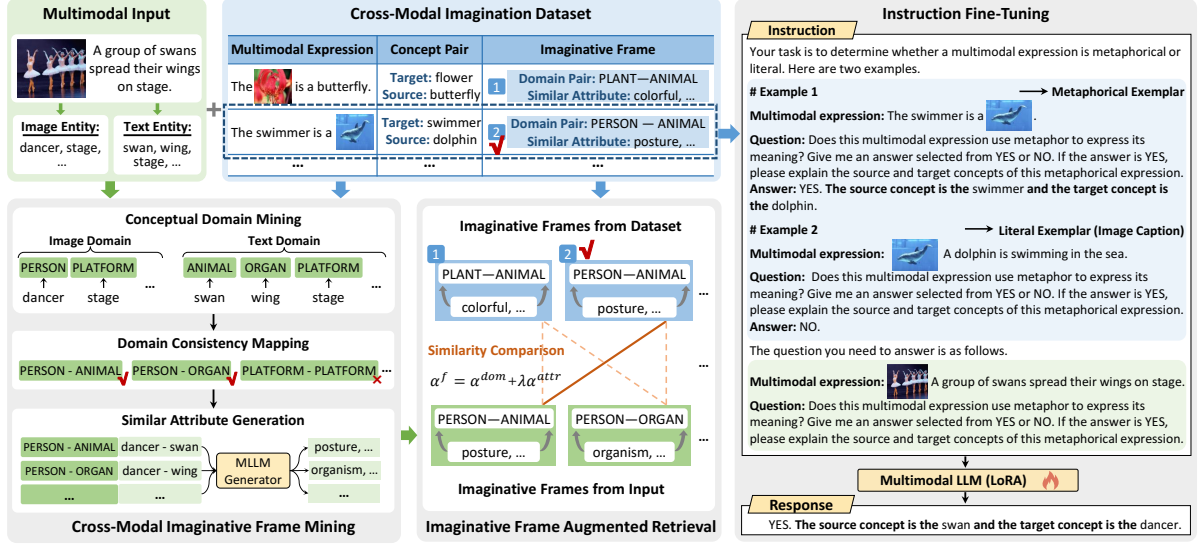 Multimodal Input
A group of swans
spread their wings
on stage.
Image Entity:
dancer, stage,
...
Text Entity:
swan, wing,
stage, ...
+
Cross-Modal Imagination Dataset
Multimodal Expression
Concept Pair
Imaginative Frame
The is a butterfly.
Target: flower
Source: butterfly
1
Domain Pair: PLANT—ANIMAL
Similar Attribute: colorful, ...
The swimmer is a
Target: swimmer
Source: dolphin
2
Domain Pair: PERSON — ANIMAL
Similar Attribute: posture, ...
...
...
...
Conceptual Domain Mining
Image Domain
Text Domain
PERSON PLATFORM ...
ANIMAL ORGAN PLATFORM ...
dancer stage
swan wing stage
Domain Consistency Mapping
PERSON - ANIMAL PERSON - ORGAN PLATFORM - PLATFORM ...
Similar Attribute Generation
PERSON - ANIMAL dancer - swan
PERSON - ORGAN dancer - wing
... ...
MLLM
Generator
posture, ...
organism, ...
...
Cross-Modal Imaginative Frame Mining
Imaginative Frames from Dataset
1
PLANT—ANIMAL
colorful, ...
2
PERSON—ANIMAL
posture, ...
...
Similarity Comparison
α^f = α^dom + λα^attr
...
PERSON—ANIMAL
posture, ...
PERSON—ORGAN
organism, ...
...
Imaginative Frames from Input
Imaginative Frame Augmented Retrieval
Instruction Fine-Tuning
Instruction
Your task is to determine whether a multimodal expression is metaphorical or
literal. Here are two examples.
# Example 1 Metaphorical Exemplar
Multimodal expression: The swimmer is a .
Question: Does this multimodal expression use metaphor to express its
meaning? Give me an answer selected from YES or NO. If the answer is YES,
please explain the source and target concepts of this metaphorical expression.
Answer: YES. The source concept is the swimmer and the target concept is
the dolphin.
# Example 2 Literal Exemplar (Image Caption)
Multimodal expression: A dolphin is swimming in the sea.
Question: Does this multimodal expression use metaphor to express its
meaning? Give me an answer selected from YES or NO. If the answer is YES,
please explain the source and target concepts of this metaphorical expression.
Answer: NO.
The question you need to answer is as follows.
Multimodal expression: A group of swans spread their wings on stage.
Question: Does this multimodal expression use metaphor to express its
meaning? Give me an answer selected from YES or NO. If the answer is YES,
please explain the source and target concepts of this metaphorical expression.
Multimodal LLM (LoRA)
Response
YES. The source concept is the swan and the target concept is the dancer.